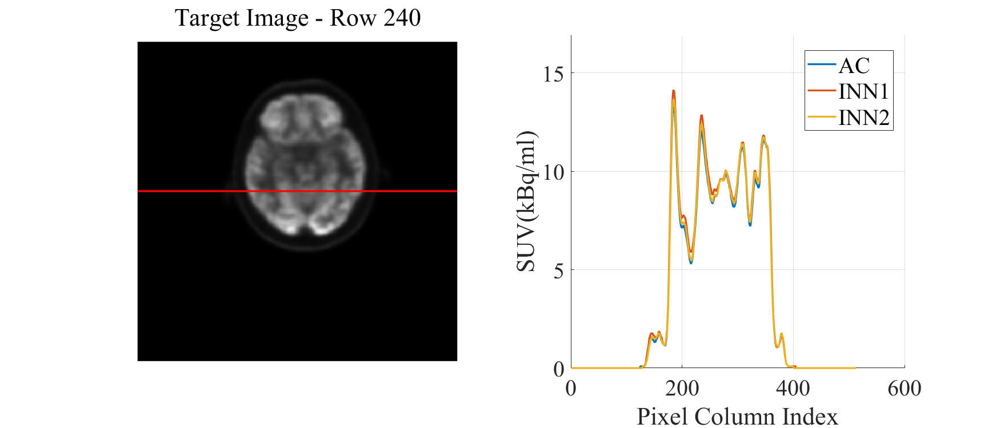 Target Image - Row 240
15
10
5
0
0 200 400 600
SUV(kBq/ml)
Pixel Column Index
AC
INN1
INN2